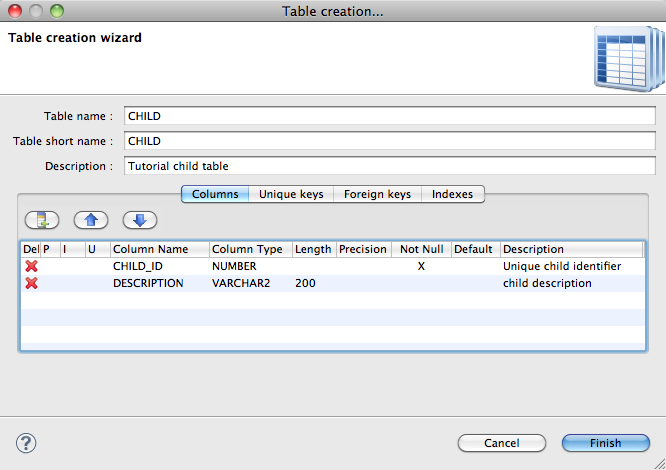 Table creation...
Table creation wizard
Table name : CHILD
Table short name : CHILD
Description : Tutorial child table
Columns Unique keys Foreign keys Indexes
Del P I U Column Name Column Type Length Precision Not Null Default Description
CHILD_ID NUMBER X Unique child identifier
DESCRIPTION VARCHAR2 200 child description
? Cancel Finish